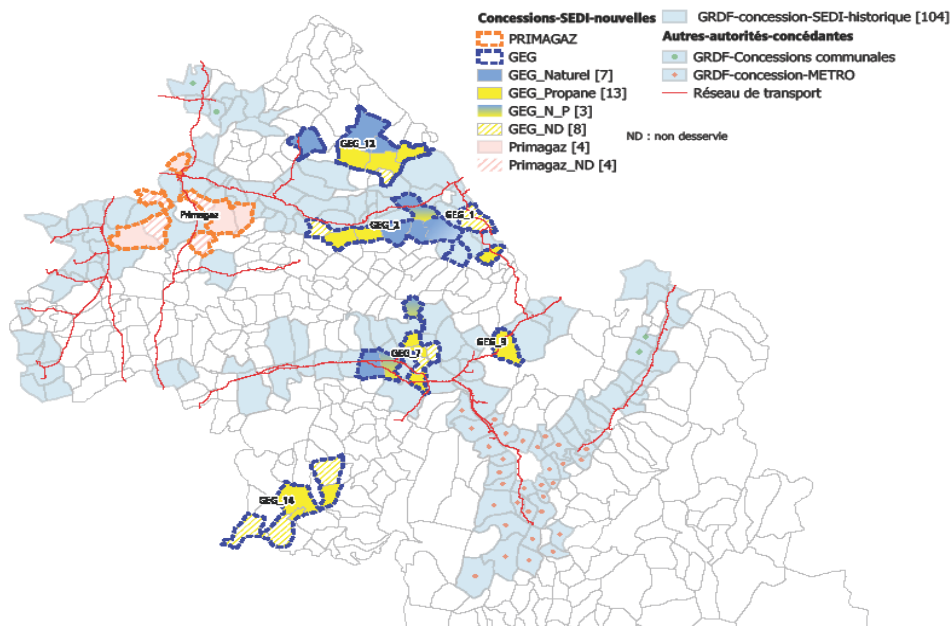 Concessions-SEDI-nouvelles
PRIMAGAZ
GEG
GEG_Naturel [7]
GEG_Propane [13]
GEG_N_P [3]
GEG_ND [8]
Primagaz [4]
Primagaz_ND [4]
GRDF-concession-SEDI-historique [104]
Autres-autorités-concédantes
GRDF-Concessions communales
GRDF-concession-METRO
Réseau de transport
ND : non desservie
GEG_12
Primagaz
GEG_1
GEG_2
GEG_9
GEG_7
GEG_14